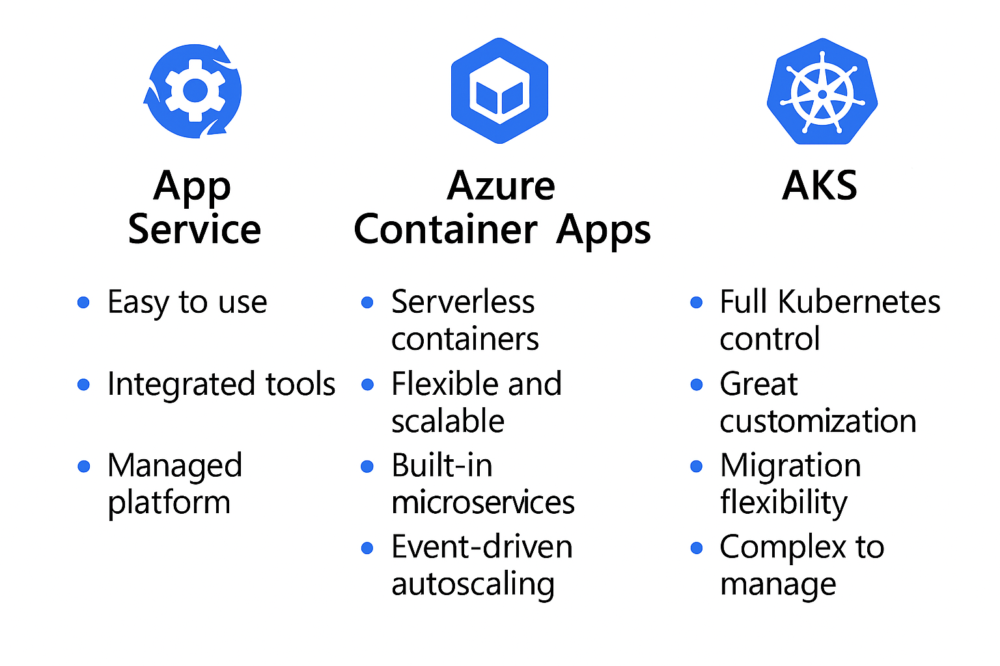 App
Service
• Easy to use
• Integrated tools
• Managed
platform
Azure
Container Apps
• Serverless
containers
• Flexible and
scalable
• Built-in
microservices
• Event-driven
autoscaling
AKS
• Full Kubernetes
control
• Great
customization
• Migration
flexibility
• Complex to
manage